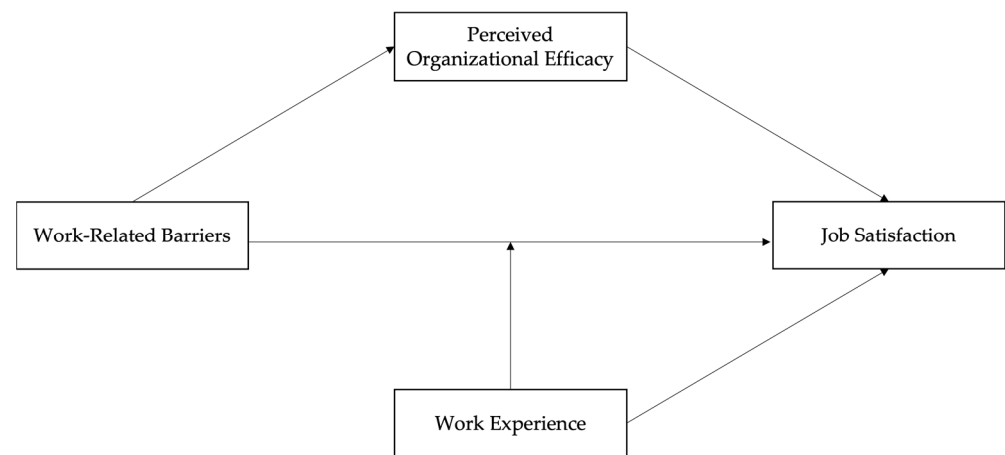 Perceived
Organizational Efficacy
Work-Related Barriers
Job Satisfaction
Work Experience